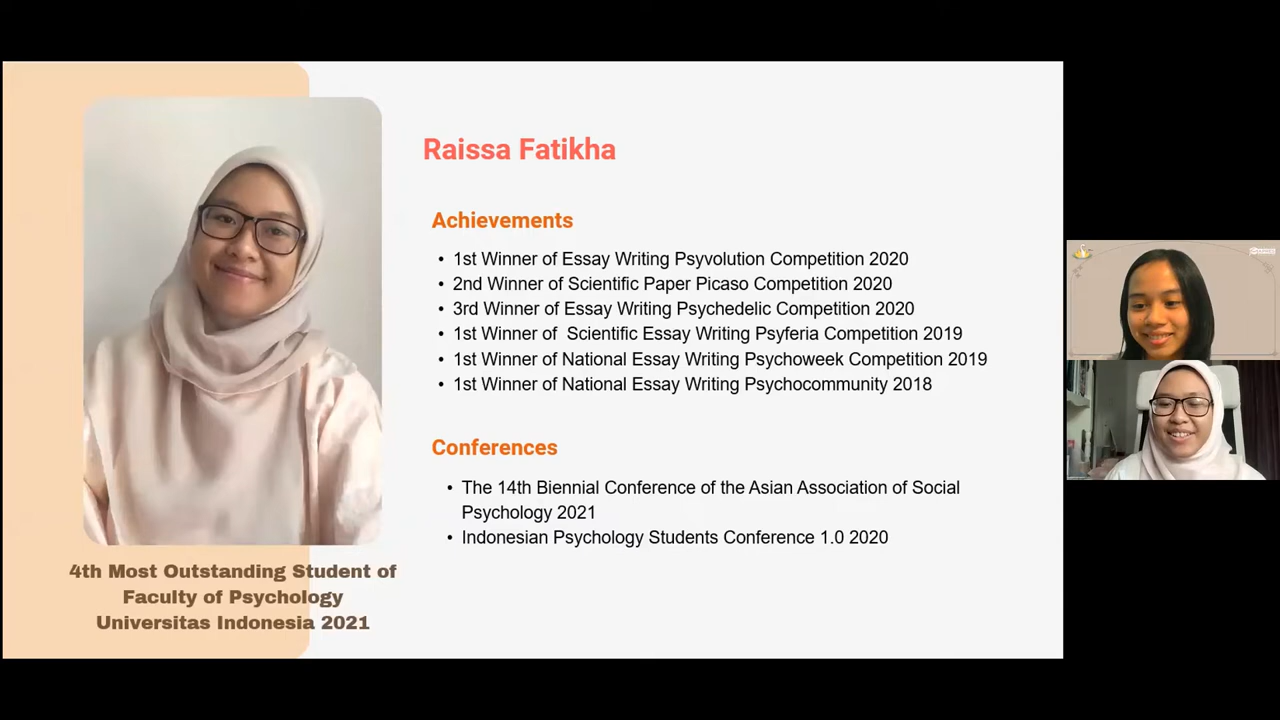 Raissa Fatikha
Achievements
• 1st Winner of Essay Writing Psyvolution Competition 2020
• 2nd Winner of Scientific Paper Picaso Competition 2020
• 3rd Winner of Essay Writing Psychedelic Competition 2020
• 1st Winner of  Scientific Essay Writing Psyferia Competition 2019
• 1st Winner of National Essay Writing Psychoweek Competition 2019
• 1st Winner of National Essay Writing Psychocommunity 2018
Conferences
• The 14th Biennial Conference of the Asian Association of Social
Psychology 2021
• Indonesian Psychology Students Conference 1.0 2020
4th Most Outstanding Student of
Faculty of Psychology
Universitas Indonesia 2021